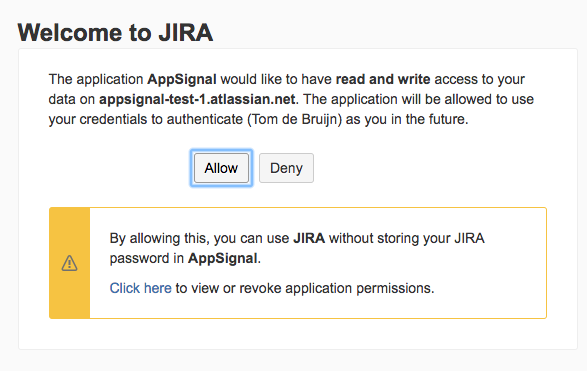 Welcome to JIRA
The application AppSignal would like to have read and write access to your
data on appsignal-test-1.atlassian.net. The application will be allowed to use
your credentials to authenticate (Tom de Bruijn) as you in the future.
Allow Deny
By allowing this, you can use JIRA without storing your JIRA
password in AppSignal.
Click here to view or revoke application permissions.